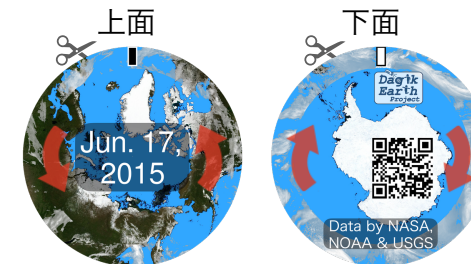 上面
下面
Jun. 17,
2015
Dagik
Earth
Project
Data by NASA,
NOAA & USGS